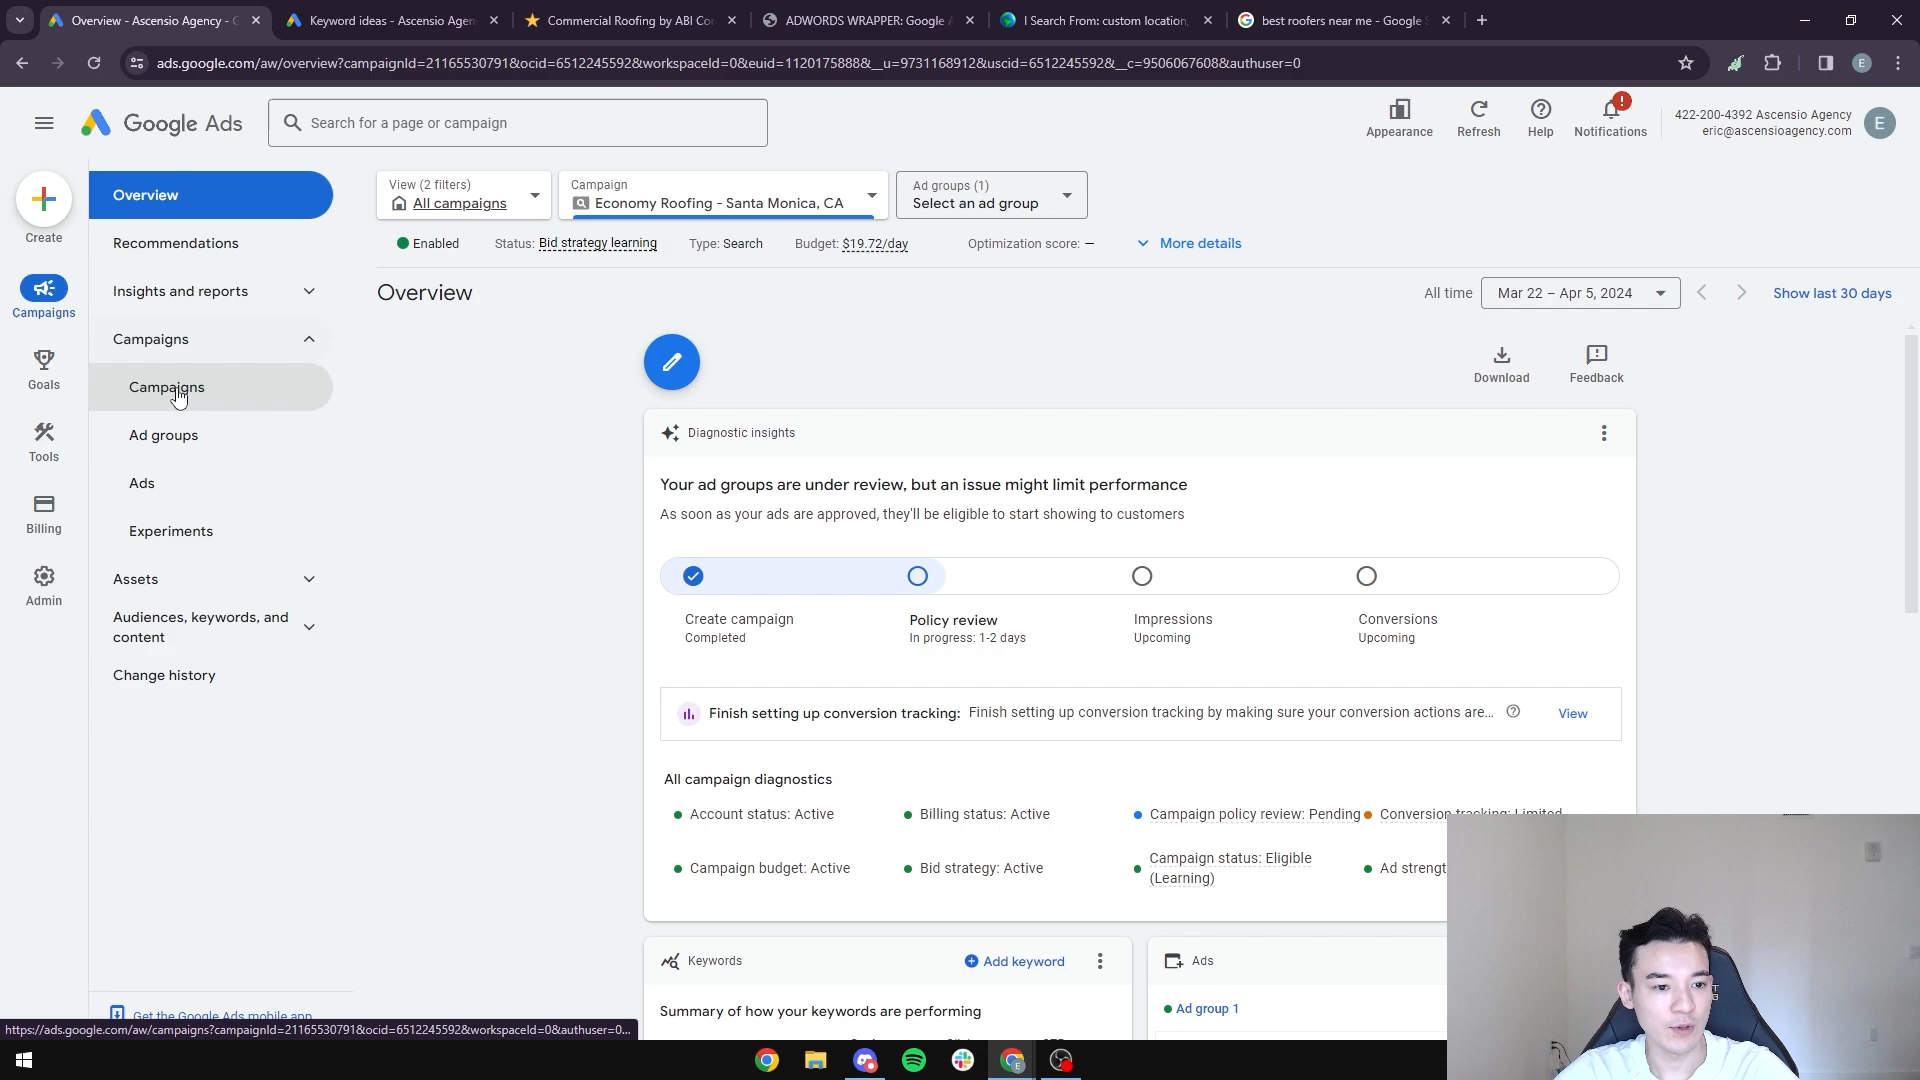 Overview - Ascensio Agency - G
Keyword ideas - Ascensio Agen
Commercial Roofing by ABI Co
ADWORDS WRAPPER: Google A
I Search From: custom location,
best roofers near me - Google S
ads.google.com/aw/overview?campaignId=21165530791&ocid=6512245592&workspaceId=0&euid=1120175888&__u=9731168912&uscid=6512245592&__c=9506067608&authuser=0
E
Google Ads
Search for a page or campaign
Appearance
Refresh
Help
Notifications
422-200-4392 Ascensio Agency
eric@ascensioagency.com
E
Create
Campaigns
Goals
Tools
Billing
Admin
Overview
Recommendations
Insights and reports
Campaigns
Campaigns
Ad groups
Ads
Experiments
Assets
Audiences, keywords, and
content
Change history
Get the Google Ads mobile app
View (2 filters)
All campaigns
Campaign
Economy Roofing - Santa Monica, CA
Ad groups (1)
Select an ad group
Enabled
Status: Bid strategy learning
Type: Search
Budget: $19.72/day
Optimization score: –
More details
Overview
All time
Mar 22 – Apr 5, 2024
Show last 30 days
Download
Feedback
Diagnostic insights
Your ad groups are under review, but an issue might limit performance
As soon as your ads are approved, they'll be eligible to start showing to customers
Create campaign
Completed
Policy review
In progress: 1-2 days
Impressions
Upcoming
Conversions
Upcoming
Finish setting up conversion tracking: Finish setting up conversion tracking by making sure your conversion actions are...
View
All campaign diagnostics
Account status: Active
Billing status: Active
Campaign policy review: Pending
Conversion tracking: Limited
Campaign budget: Active
Bid strategy: Active
Campaign status: Eligible
(Learning)
Ad strengt
Keywords
Add keyword
Summary of how your keywords are performing
Ads
Ad group 1
https://ads.google.com/aw/campaigns?campaignId=21165530791&ocid=6512245592&workspaceId=0&authuser=0...